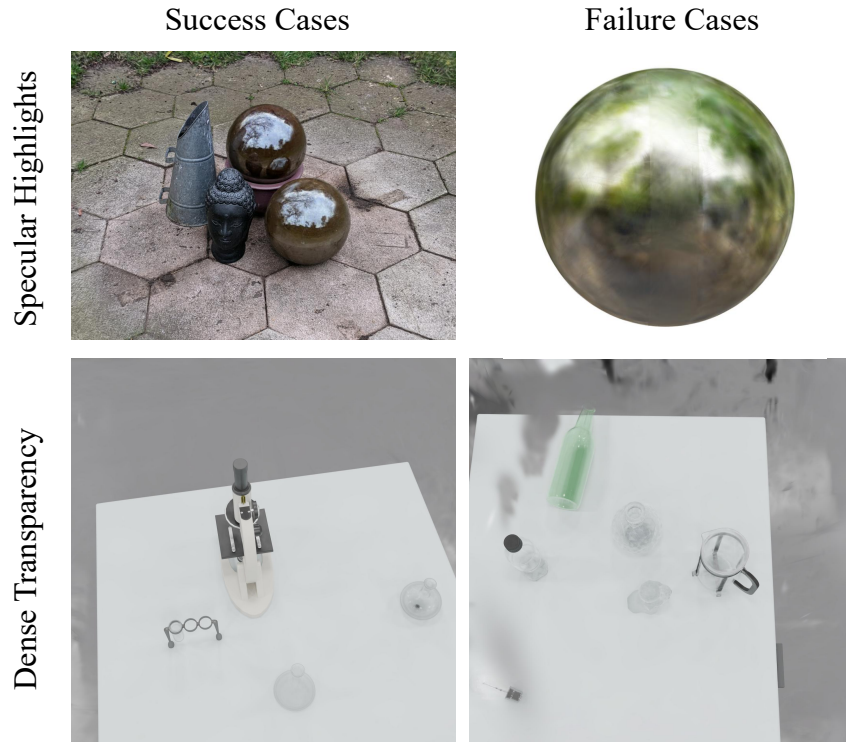 Success Cases
Failure Cases
Specular Highlights
Dense Transparency